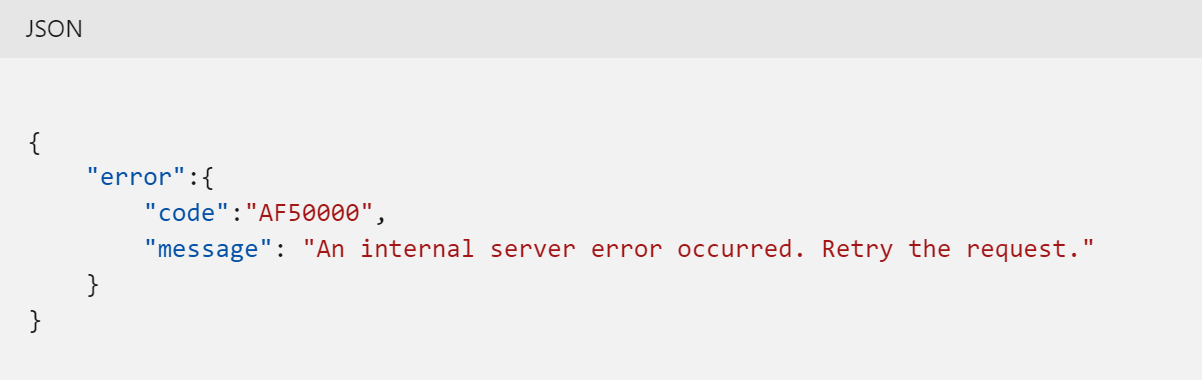 JSON
{
"error":{
"code":"AF50000",
"message": "An internal server error occurred. Retry the request."
}
}